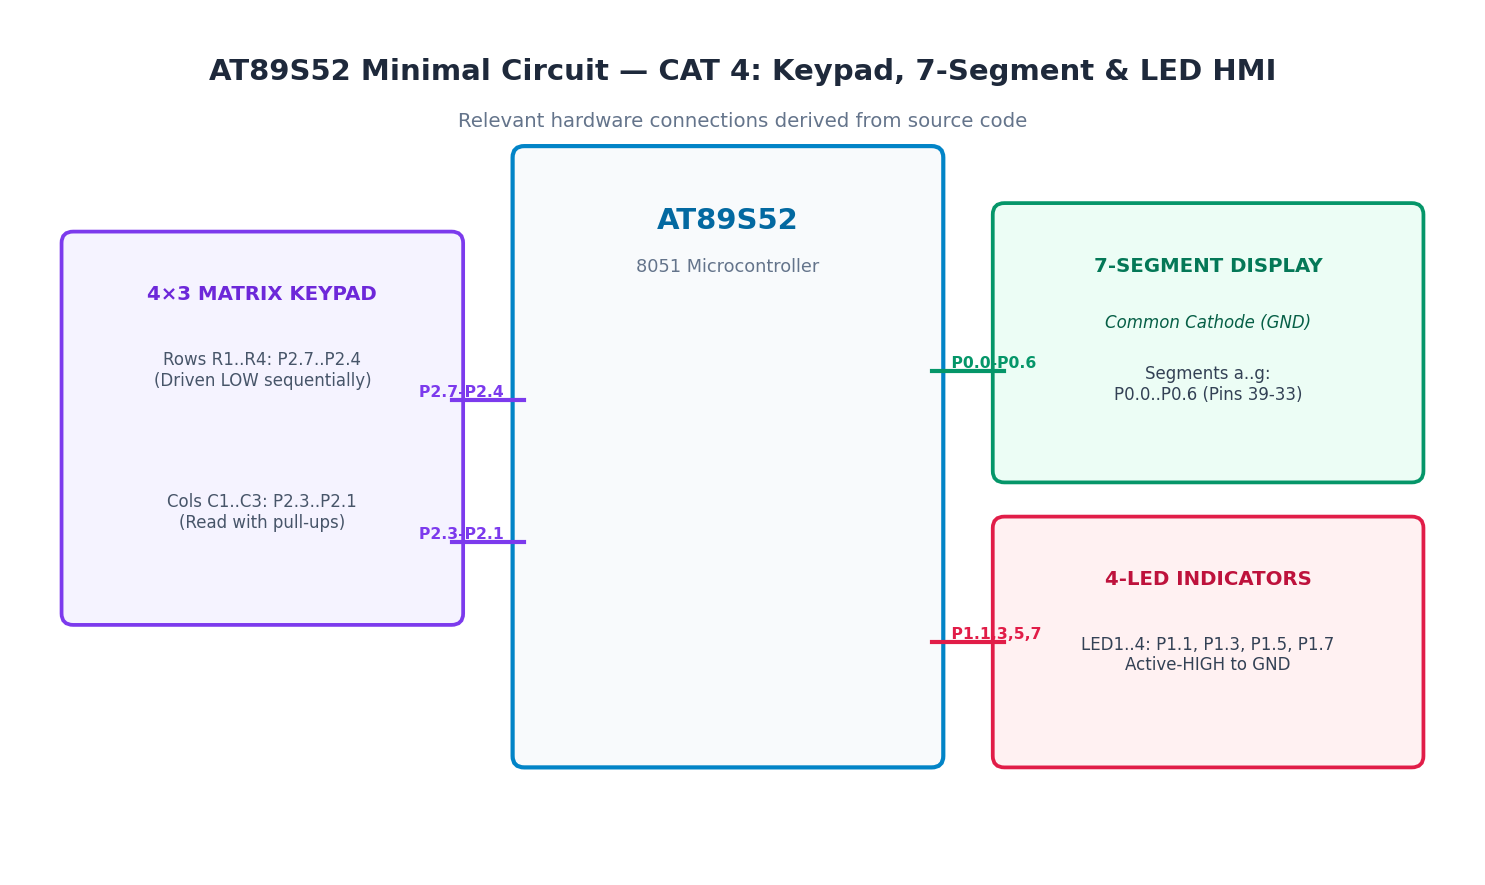 AT89S52 Minimal Circuit — CAT 4: Keypad, 7-Segment & LED HMI
Relevant hardware connections derived from source code
4×3 MATRIX KEYPAD
Rows R1..R4: P2.7..P2.4
(Driven LOW sequentially)
P2.7-P2.4
Cols C1..C3: P2.3..P2.1
(Read with pull-ups)
P2.3-P2.1
AT89S52
8051 Microcontroller
P0.0-P0.6
7-SEGMENT DISPLAY
Common Cathode (GND)
Segments a..g:
P0.0..P0.6 (Pins 39-33)
P1.1,3,5,7
4-LED INDICATORS
LED1..4: P1.1, P1.3, P1.5, P1.7
Active-HIGH to GND